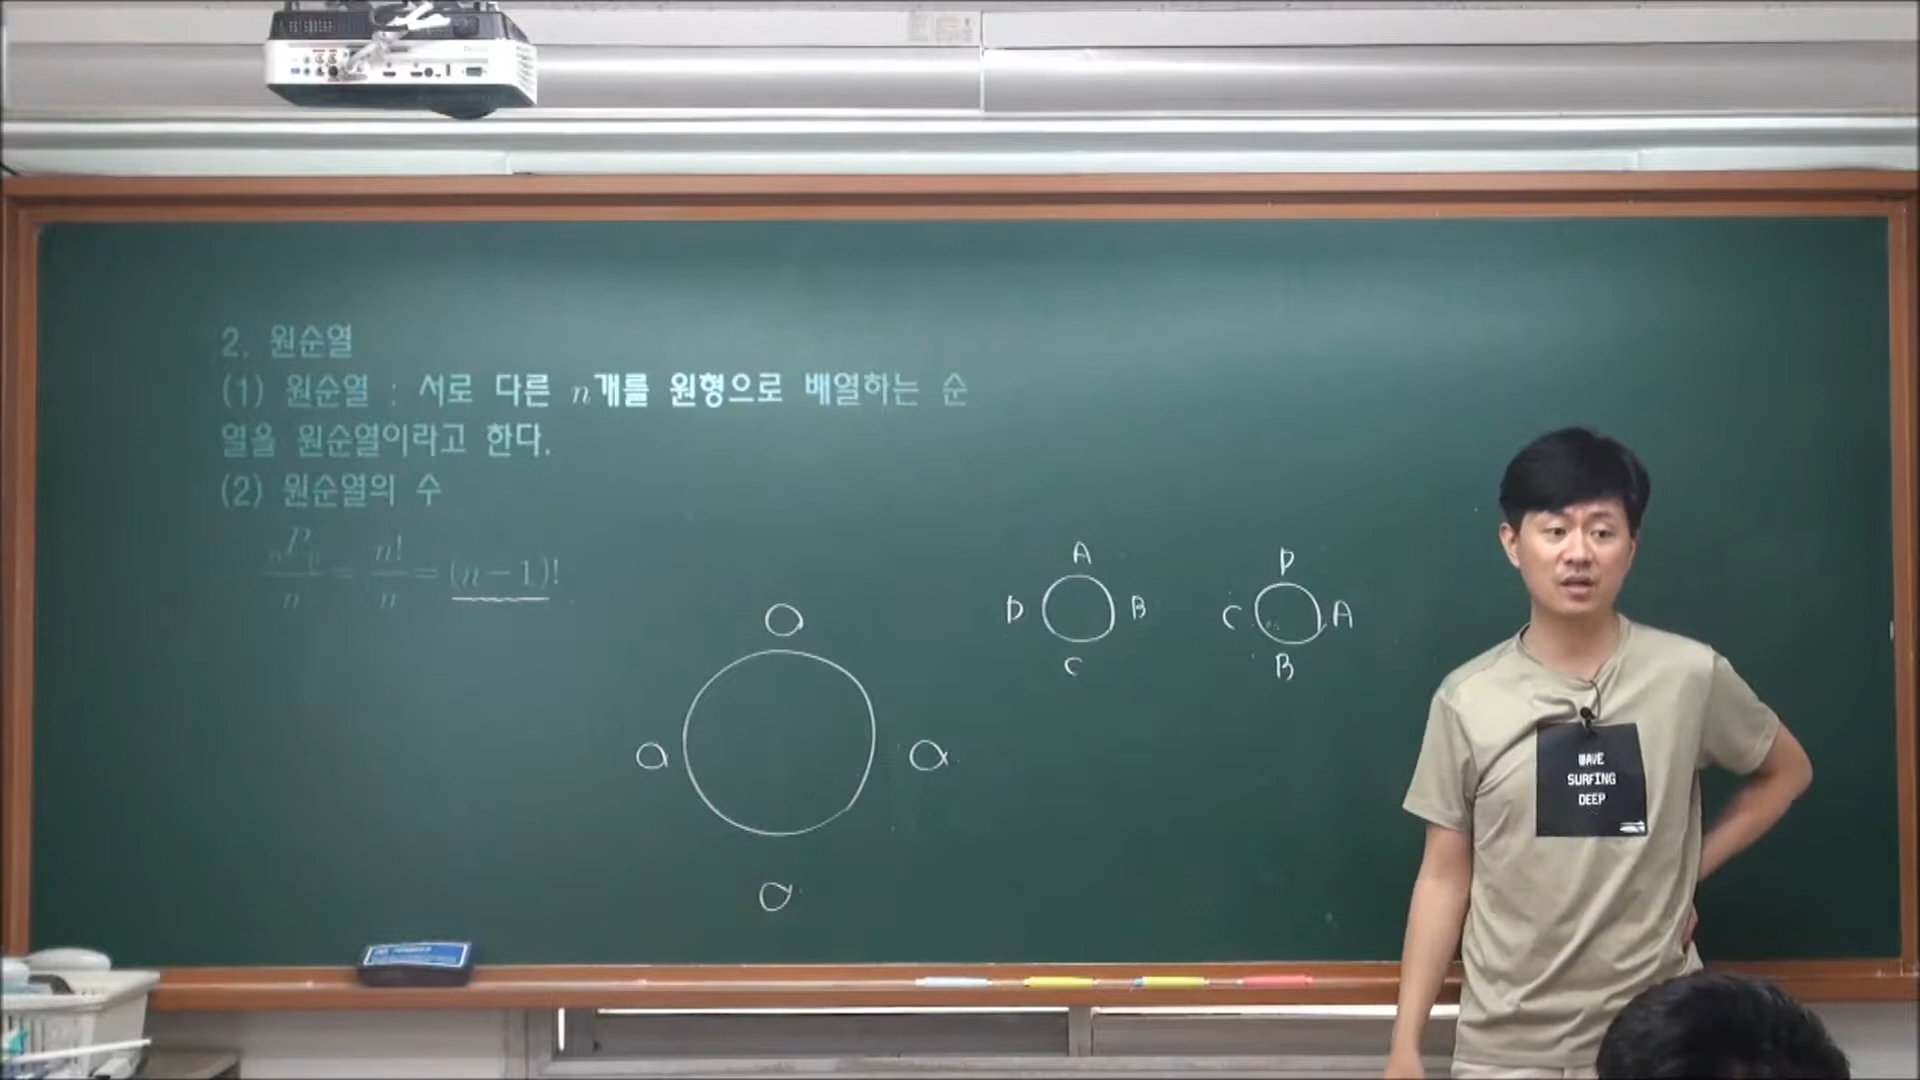 2. 원순열
(1) 원순열 : 서로 다른 n개를 원형으로 배열하는 순
열을 원순열이라고 한다.
(2) 원순열의 수
nPn/n = n!/n = (n-1)!
A
D B
C
D
C A
B
WAVE
SURFING
DEEP